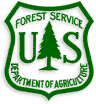 FOREST SERVICE
U S
DEPARTMENT OF AGRICULTURE